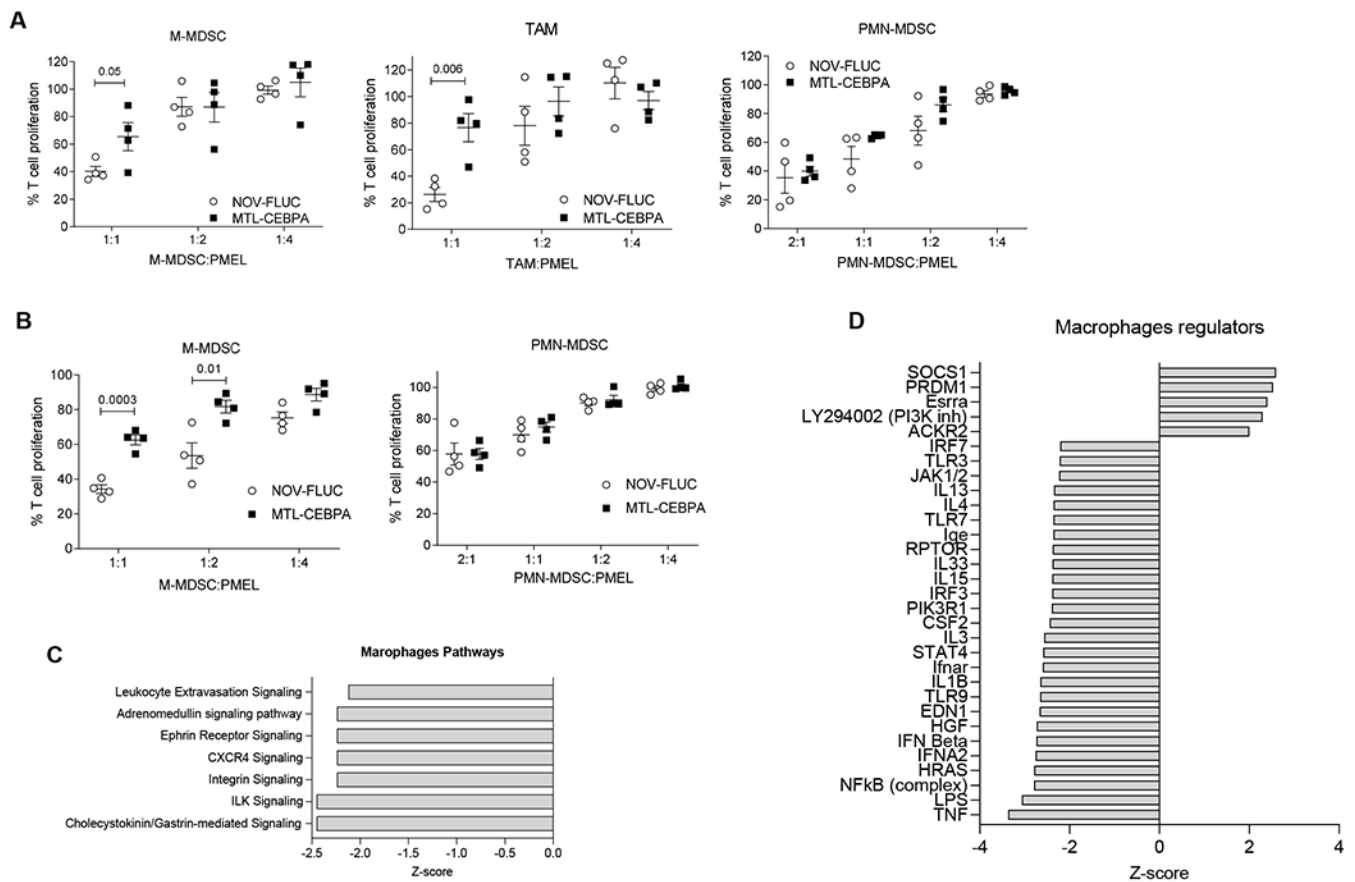 A
M-MDSC
% T cell proliferation
120
100
80
60
40
20
0
0.05
NOV-FLUC
MTL-CEBPA
1:1 1:2 1:4
M-MDSC:PMEL
TAM
% T cell proliferation
120
100
80
60
40
20
0
0.006
NOV-FLUC
MTL-CEBPA
1:1 1:2 1:4
TAM:PMEL
PMN-MDSC
% T cell proliferation
120
100
80
60
40
20
0
NOV-FLUC
MTL-CEBPA
2:1 1:1 1:2 1:4
PMN-MDSC:PMEL
B
M-MDSC
% T cell proliferation
100
80
60
40
20
0
0.0003
0.01
NOV-FLUC
MTL-CEBPA
1:1 1:2 1:4
M-MDSC:PMEL
PMN-MDSC
% T cell proliferation
100
80
60
40
20
0
NOV-FLUC
MTL-CEBPA
2:1 1:1 1:2 1:4
PMN-MDSC:PMEL
C
Marophages Pathways
Leukocyte Extravasation Signaling
Adrenomedullin signaling pathway
Ephrin Receptor Signaling
CXCR4 Signaling
Integrin Signaling
ILK Signaling
Cholecystokinin/Gastrin-mediated Signaling
-2.5 -2.0 -1.5 -1.0 -0.5 0.0
Z-score
D
Macrophages regulators
SOCS1
PRDM1
Esrra
LY294002 (PI3K inh)
ACKR2
IRF7
TLR3
JAK1/2
IL13
IL4
TLR7
Ige
RPTOR
IL33
IL15
IRF3
PIK3R1
CSF2
IL3
STAT4
Ifnar
IL1B
TLR9
EDN1
HGF
IFN Beta
IFNA2
HRAS
NFkB (complex)
LPS
TNF
-4 -2 0 2 4
Z-score